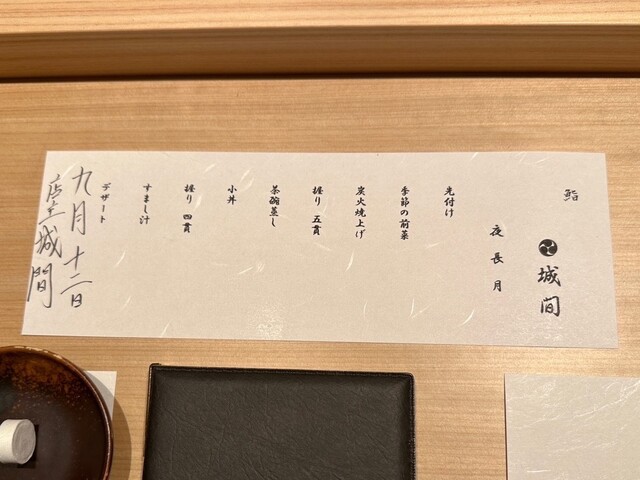 鮨
城間
夜長月
先付け
季節の前菜
炭火焼上げ
握り 五貫
茶碗蒸し
小丼
握り 四貫
すまし汁
デザート
九月十二日
店主 城間